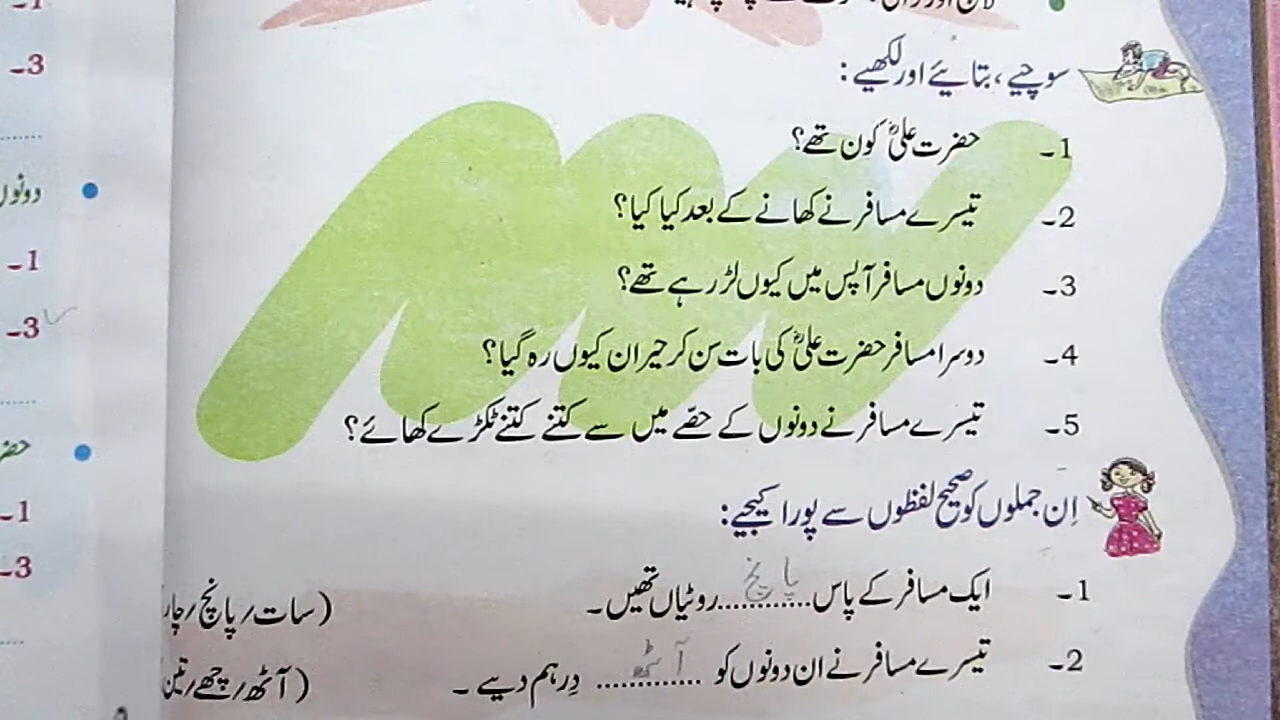 سوچیے، بتائیے اور لکھیے:
1۔ حضرت علیؓ کون تھے؟
2۔ تیسرے مسافر نے کھانے کے بعد کیا کیا؟
3۔ دونوں مسافر آپس میں کیوں لڑ رہے تھے؟
4۔ دوسرا مسافر حضرت علیؓ کی بات سن کر حیران کیوں رہ گیا؟
5۔ تیسرے مسافر نے دونوں کے حصّے میں سے کتنے کتنے ٹکڑے کھائے؟
اِن جملوں کو صحیح لفظوں سے پورا کیجیے:
1۔ ایک مسافر کے پاس ....پانچ.... روٹیاں تھیں۔ (سات / پانچ / چار
2۔ تیسرے مسافر نے ان دونوں کو ....آٹھ.... دِرہم دیے۔ (آٹھ / چھے / تین
دونوں
1۔
3۔
1۔
3۔
3۔